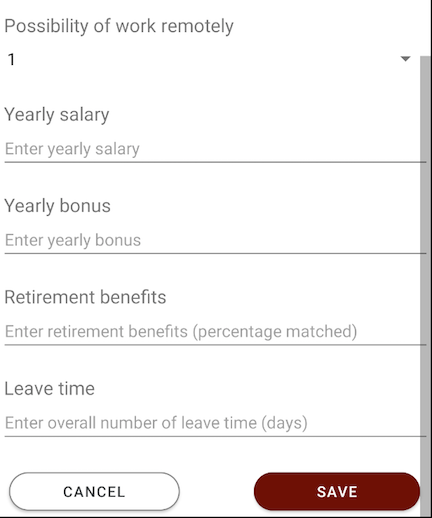 Possibility of work remotely
1
Yearly salary
Enter yearly salary
Yearly bonus
Enter yearly bonus
Retirement benefits
Enter retirement benefits (percentage matched)
Leave time
Enter overall number of leave time (days)
CANCEL SAVE